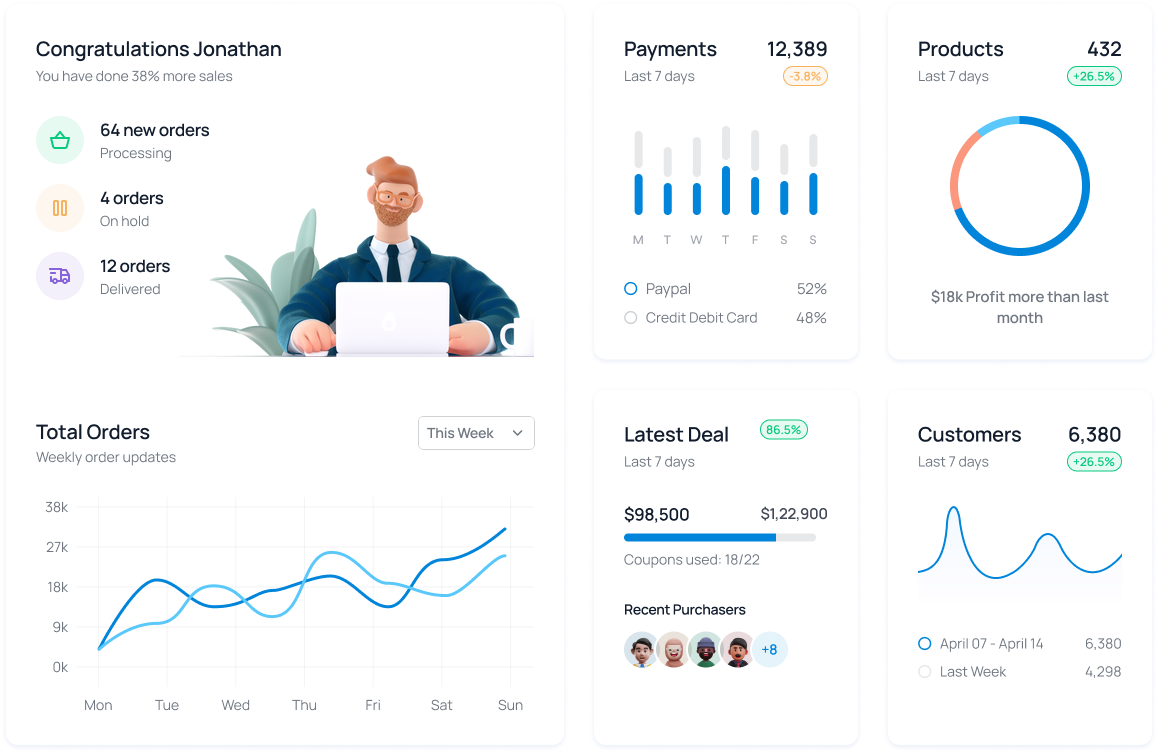 Congratulations Jonathan
You have done 38% more sales
64 new orders
Processing
4 orders
On hold
12 orders
Delivered
Total Orders
Weekly order updates
This Week
38k
27k
18k
9k
0k
Mon Tue Wed Thu Fri Sat Sun
Payments 12,389
Last 7 days -3.8%
M T W T F S S
Paypal 52%
Credit Debit Card 48%
Products 432
Last 7 days +26.5%
$18k Profit more than last
month
Latest Deal 86.5%
Last 7 days
$98,500 $1,22,900
Coupons used: 18/22
Recent Purchasers
+8
Customers 6,380
Last 7 days +26.5%
April 07 - April 14 6,380
Last Week 4,298